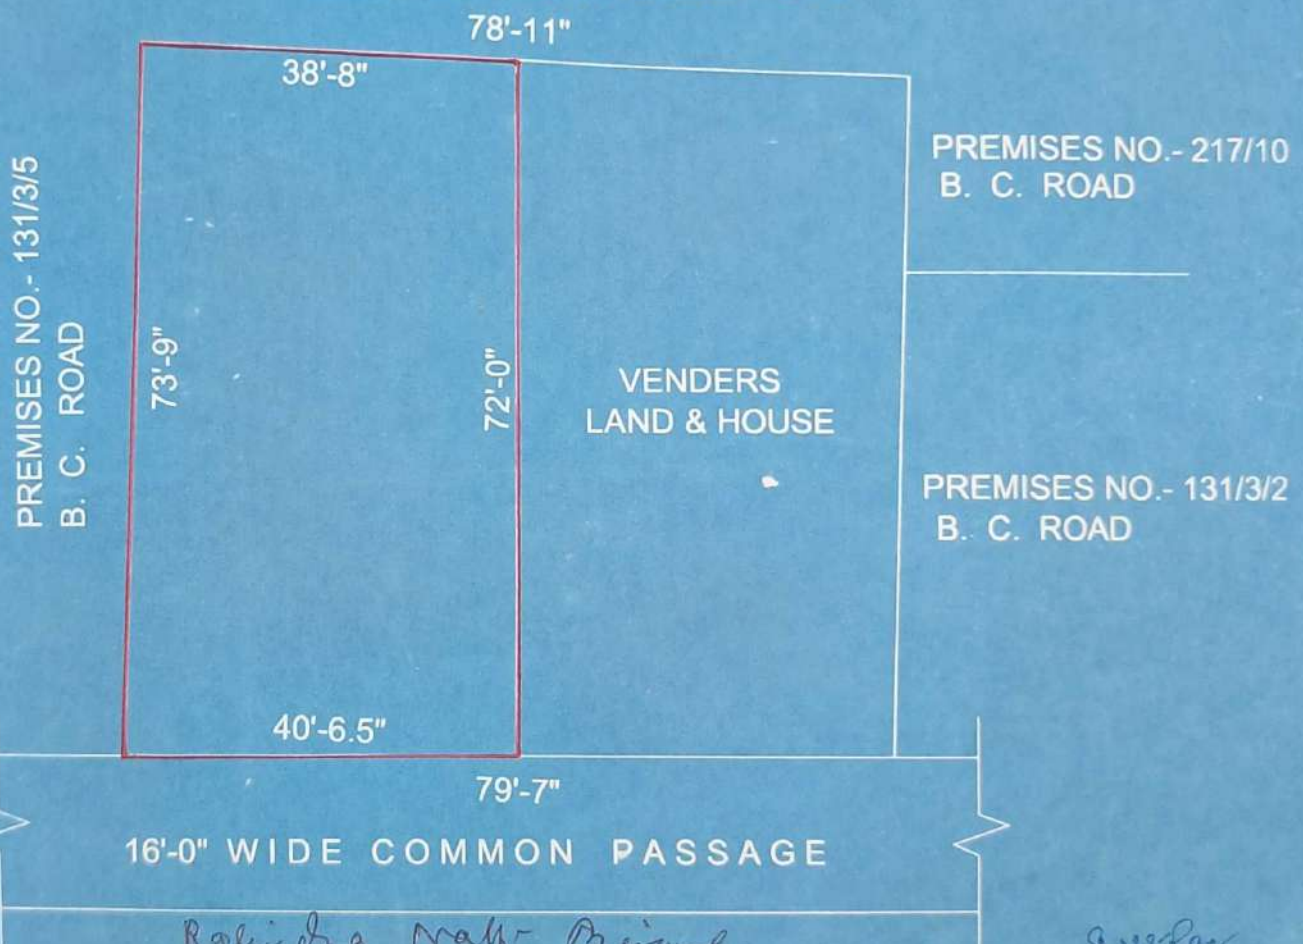 78'-11"
38'-8"
PREMISES NO.- 131/3/5
B. C. ROAD
73'-9"
72'-0"
VENDERS
LAND & HOUSE
PREMISES NO.- 217/10
B. C. ROAD
PREMISES NO.- 131/3/2
B. C. ROAD
40'-6.5"
79'-7"
16'-0" WIDE COMMON PASSAGE